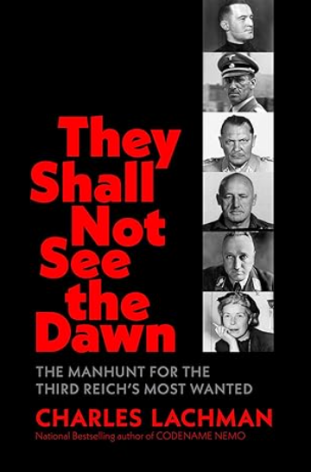 They
Shall
Not
See
the
Dawn
THE MANHUNT FOR THE
THIRD REICH'S MOST WANTED
CHARLES LACHMAN
National Bestselling author of CODENAME NEMO